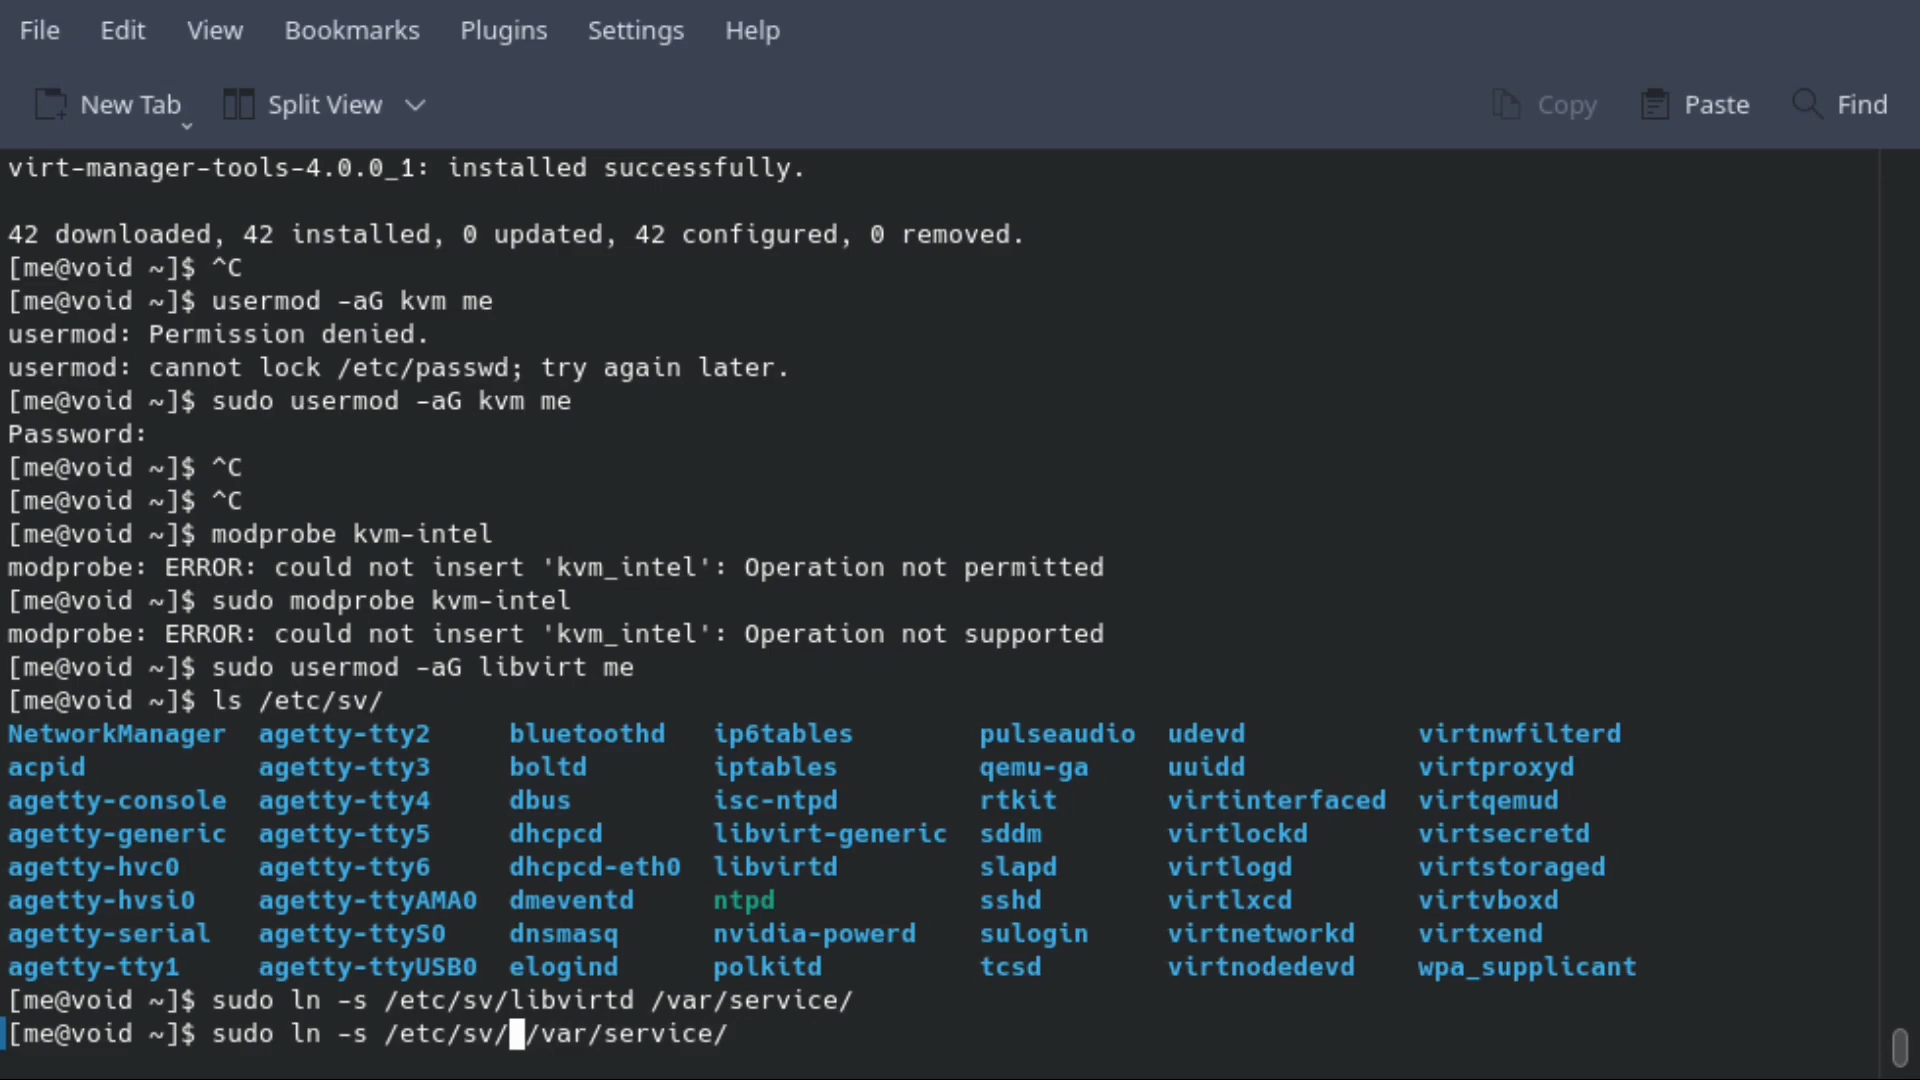 File Edit View Bookmarks Plugins Settings Help
New Tab Split View Copy Paste Find
virt-manager-tools-4.0.0_1: installed successfully.
42 downloaded, 42 installed, 0 updated, 42 configured, 0 removed.
[me@void ~]$ ^C
[me@void ~]$ usermod -aG kvm me
usermod: Permission denied.
usermod: cannot lock /etc/passwd; try again later.
[me@void ~]$ sudo usermod -aG kvm me
Password:
[me@void ~]$ ^C
[me@void ~]$ ^C
[me@void ~]$ modprobe kvm-intel
modprobe: ERROR: could not insert 'kvm_intel': Operation not permitted
[me@void ~]$ sudo modprobe kvm-intel
modprobe: ERROR: could not insert 'kvm_intel': Operation not supported
[me@void ~]$ sudo usermod -aG libvirt me
[me@void ~]$ ls /etc/sv/
NetworkManager agetty-tty2 bluetoothd ip6tables pulseaudio udevd virtnwfilterd
acpid agetty-tty3 boltd iptables qemu-ga uuidd virtproxyd
agetty-console agetty-tty4 dbus isc-ntpd rtkit virtinterfaced virtqemud
agetty-generic agetty-tty5 dhcpcd libvirt-generic sddm virtlockd virtsecretd
agetty-hvc0 agetty-tty6 dhcpcd-eth0 libvirtd slapd virtlogd virtstoraged
agetty-hvsi0 agetty-ttyAMA0 dmeventd ntpd sshd virtlxcd virtvboxd
agetty-serial agetty-ttyS0 dnsmasq nvidia-powerd sulogin virtnetworkd virtxend
agetty-tty1 agetty-ttyUSB0 elogind polkitd tcsd virtnodedevd wpa_supplicant
[me@void ~]$ sudo ln -s /etc/sv/libvirtd /var/service/
[me@void ~]$ sudo ln -s /etc/sv/ /var/service/